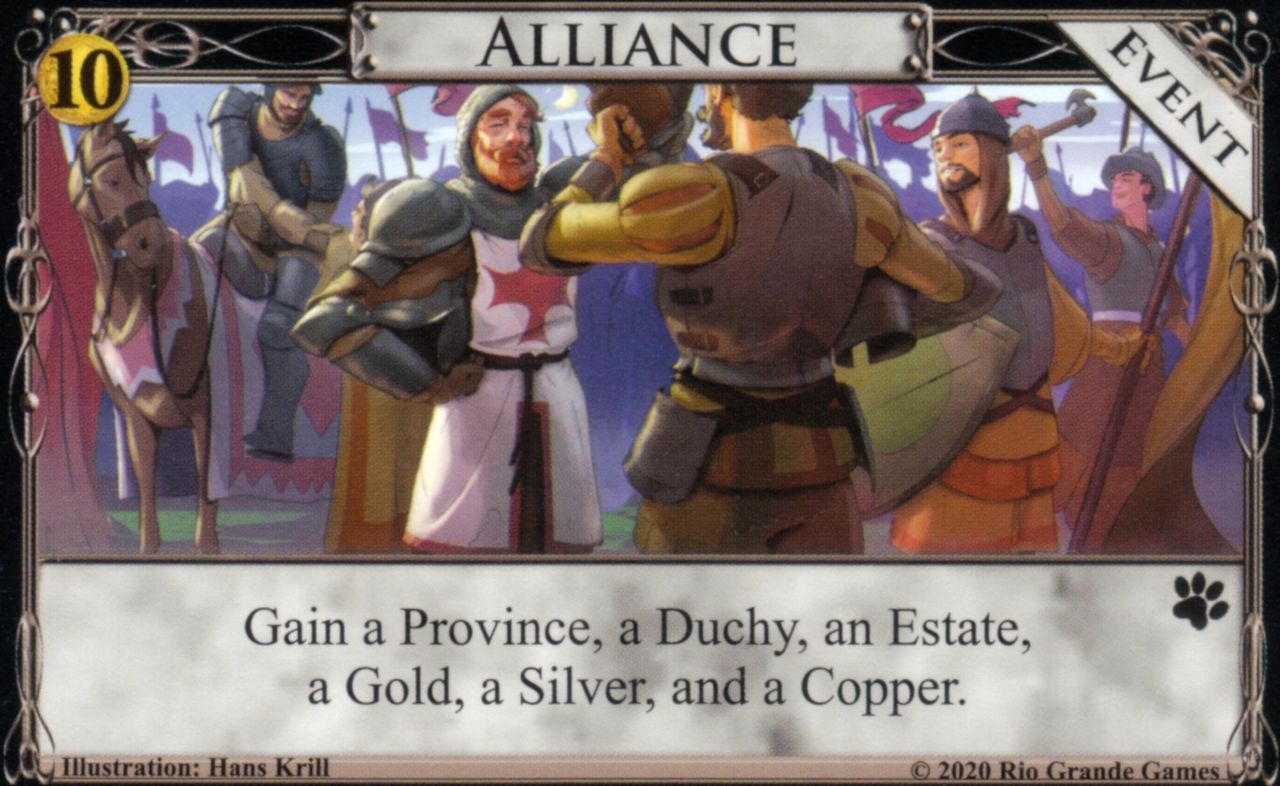 10
ALLIANCE
EVENT
Gain a Province, a Duchy, an Estate,
a Gold, a Silver, and a Copper.
Illustration: Hans Krill
© 2020 Rio Grande Games